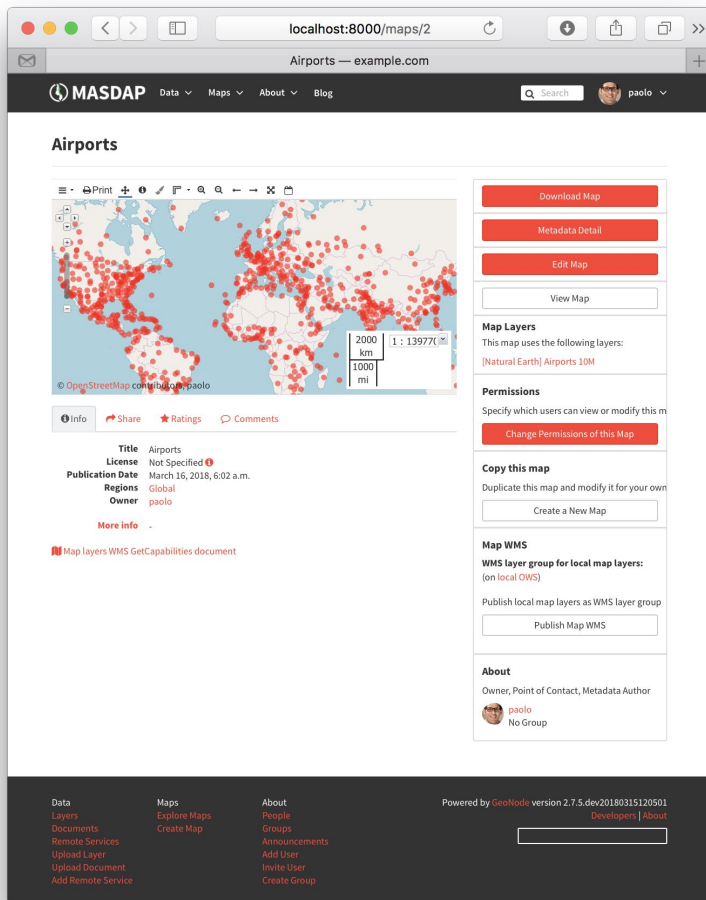 localhost:8000/maps/2
Airports — example.com
MASDAP Data Maps About Blog Search paolo
Airports
Print
2000
km
1000
mi
1 : 13977(
© OpenStreetMap contributors, paolo
Info Share Ratings Comments
Title Airports
License Not Specified
Publication Date March 16, 2018, 6:02 a.m.
Regions Global
Owner paolo
More info -
Map layers WMS GetCapabilities document
Download Map
Metadata Detail
Edit Map
View Map
Map Layers
This map uses the following layers:
[Natural Earth] Airports 10M
Permissions
Specify which users can view or modify this m
Change Permissions of this Map
Copy this map
Duplicate this map and modify it for your own
Create a New Map
Map WMS
WMS layer group for local map layers:
(on local OWS)
Publish local map layers as WMS layer group
Publish Map WMS
About
Owner, Point of Contact, Metadata Author
paolo
No Group
Data
Layers
Documents
Remote Services
Upload Layer
Upload Document
Add Remote Service
Maps
Explore Maps
Create Map
About
People
Groups
Announcements
Add User
Invite User
Create Group
Powered by GeoNode version 2.7.5.dev20180315120501
Developers | About